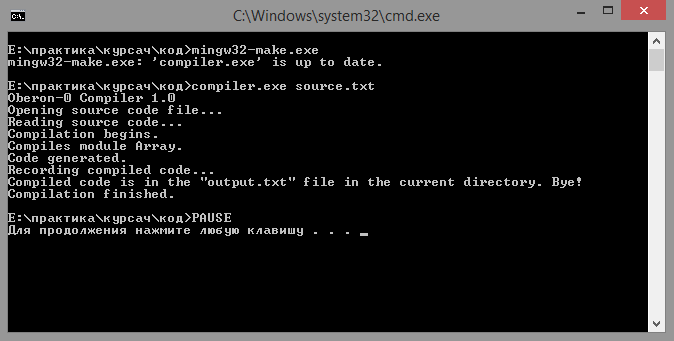 C:\Windows\system32\cmd.exe
E:\практика\курсач\код>mingw32-make.exe
mingw32-make.exe: 'compiler.exe' is up to date.
E:\практика\курсач\код>compiler.exe source.txt
Oberon-0 Compiler 1.0
Opening source code file...
Reading source code...
Compilation begins.
Compiles module Array.
Code generated.
Recording compiled code...
Compiled code is in the "output.txt" file in the current directory. Bye!
Compilation finished.
E:\практика\курсач\код>PAUSE
Для продолжения нажмите любую клавишу . . .